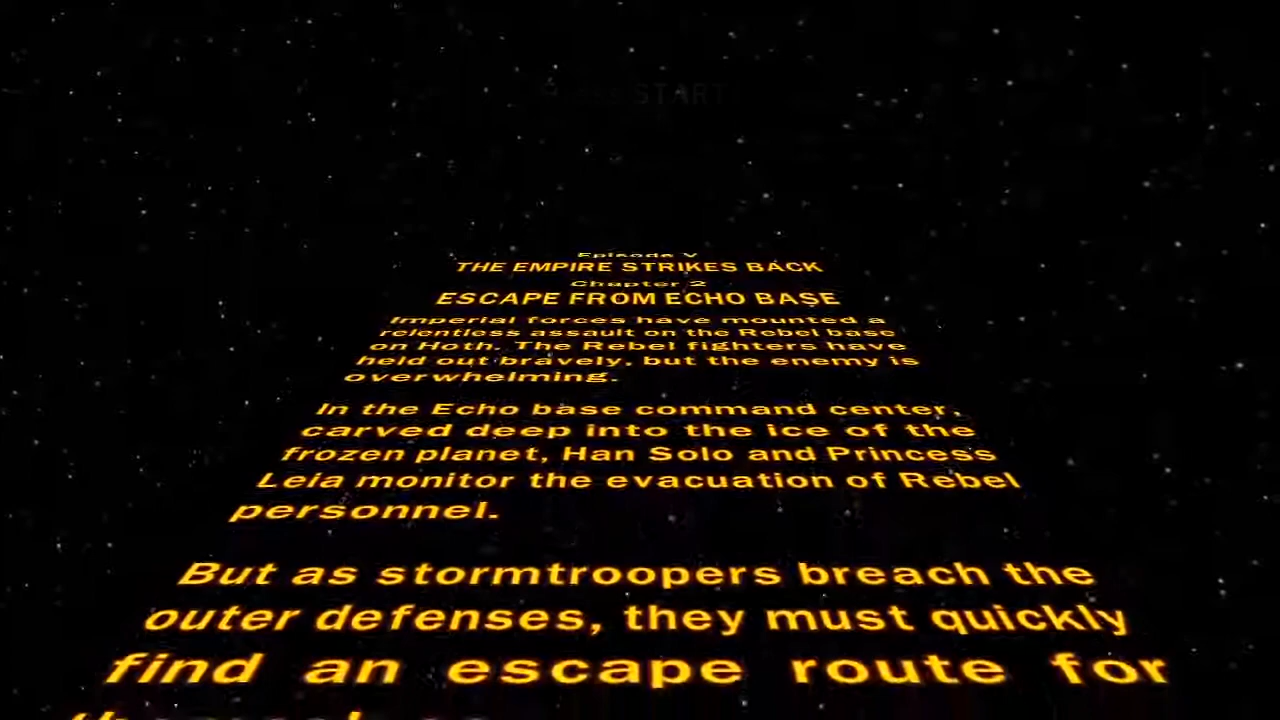 Press START
Episode V
THE EMPIRE STRIKES BACK
Chapter 2
ESCAPE FROM ECHO BASE
Imperial forces have mounted a
relentless assault on the Rebel base
on Hoth. The Rebel fighters have
held out bravely, but the enemy is
overwhelming.
In the Echo base command center,
carved deep into the ice of the
frozen planet, Han Solo and Princess
Leia monitor the evacuation of Rebel
personnel.
But as stormtroopers breach the
outer defenses, they must quickly
find an escape route for